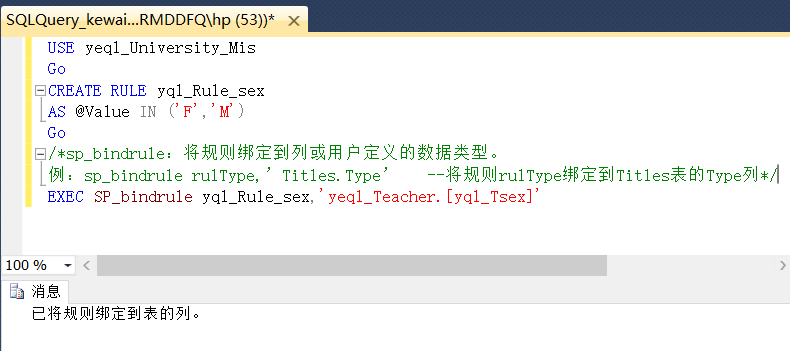 SQLQuery_kewai...RMDDFQ\hp (53))*
USE yeql_University_Mis
Go
CREATE RULE yql_Rule_sex
AS @Value IN ('F','M')
Go
/*sp_bindrule：将规则绑定到列或用户定义的数据类型。
例：sp_bindrule rulType,’Titles.Type’ --将规则rulType绑定到Titles表的Type列*/
EXEC SP_bindrule yql_Rule_sex,'yeql_Teacher.[yql_Tsex]'
100 %
消息
已将规则绑定到表的列。